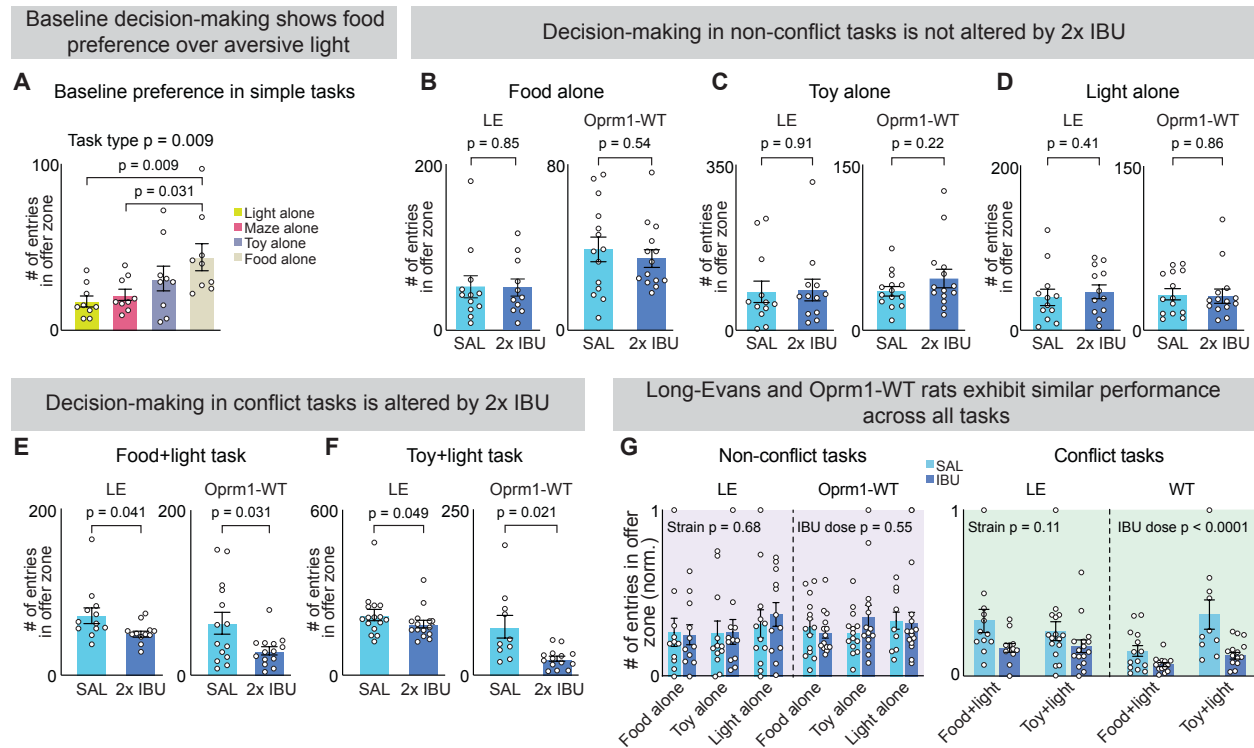 Baseline decision-making shows food
preference over aversive light
Decision-making in non-conflict tasks is not altered by 2x IBU
A
Baseline preference in simple tasks
Task type p = 0.009
p = 0.009
p = 0.031
100
0
# of entries
in offer zone
Light alone
Maze alone
Toy alone
Food alone
B
Food alone
LE
p = 0.85
200
0
# of entries
in offer zone
SAL 2x IBU
Oprm1-WT
p = 0.54
80
0
SAL 2x IBU
C
Toy alone
LE
p = 0.91
350
0
# of entries
in offer zone
SAL 2x IBU
Oprm1-WT
p = 0.22
150
0
SAL 2x IBU
D
Light alone
LE
p = 0.41
200
0
# of entries
in offer zone
SAL 2x IBU
Oprm1-WT
p = 0.86
150
0
SAL 2x IBU
Decision-making in conflict tasks is altered by 2x IBU
Long-Evans and Oprm1-WT rats exhibit similar performance
across all tasks
E
Food+light task
LE
p = 0.041
200
0
# of entries
in offer zone
SAL 2x IBU
Oprm1-WT
p = 0.031
200
0
SAL 2x IBU
F
Toy+light task
LE
p = 0.049
600
0
SAL 2x IBU
Oprm1-WT
p = 0.021
250
0
SAL 2x IBU
G
Non-conflict tasks
SAL
IBU
Conflict tasks
LE
Oprm1-WT
Strain p = 0.68
IBU dose p = 0.55
1
0
# of entries in offer
zone (norm.)
Food alone
Toy alone
Light alone
Food alone
Toy alone
Light alone
LE
WT
Strain p = 0.11
IBU dose p < 0.0001
1
0
Food+light
Toy+light
Food+light
Toy+light